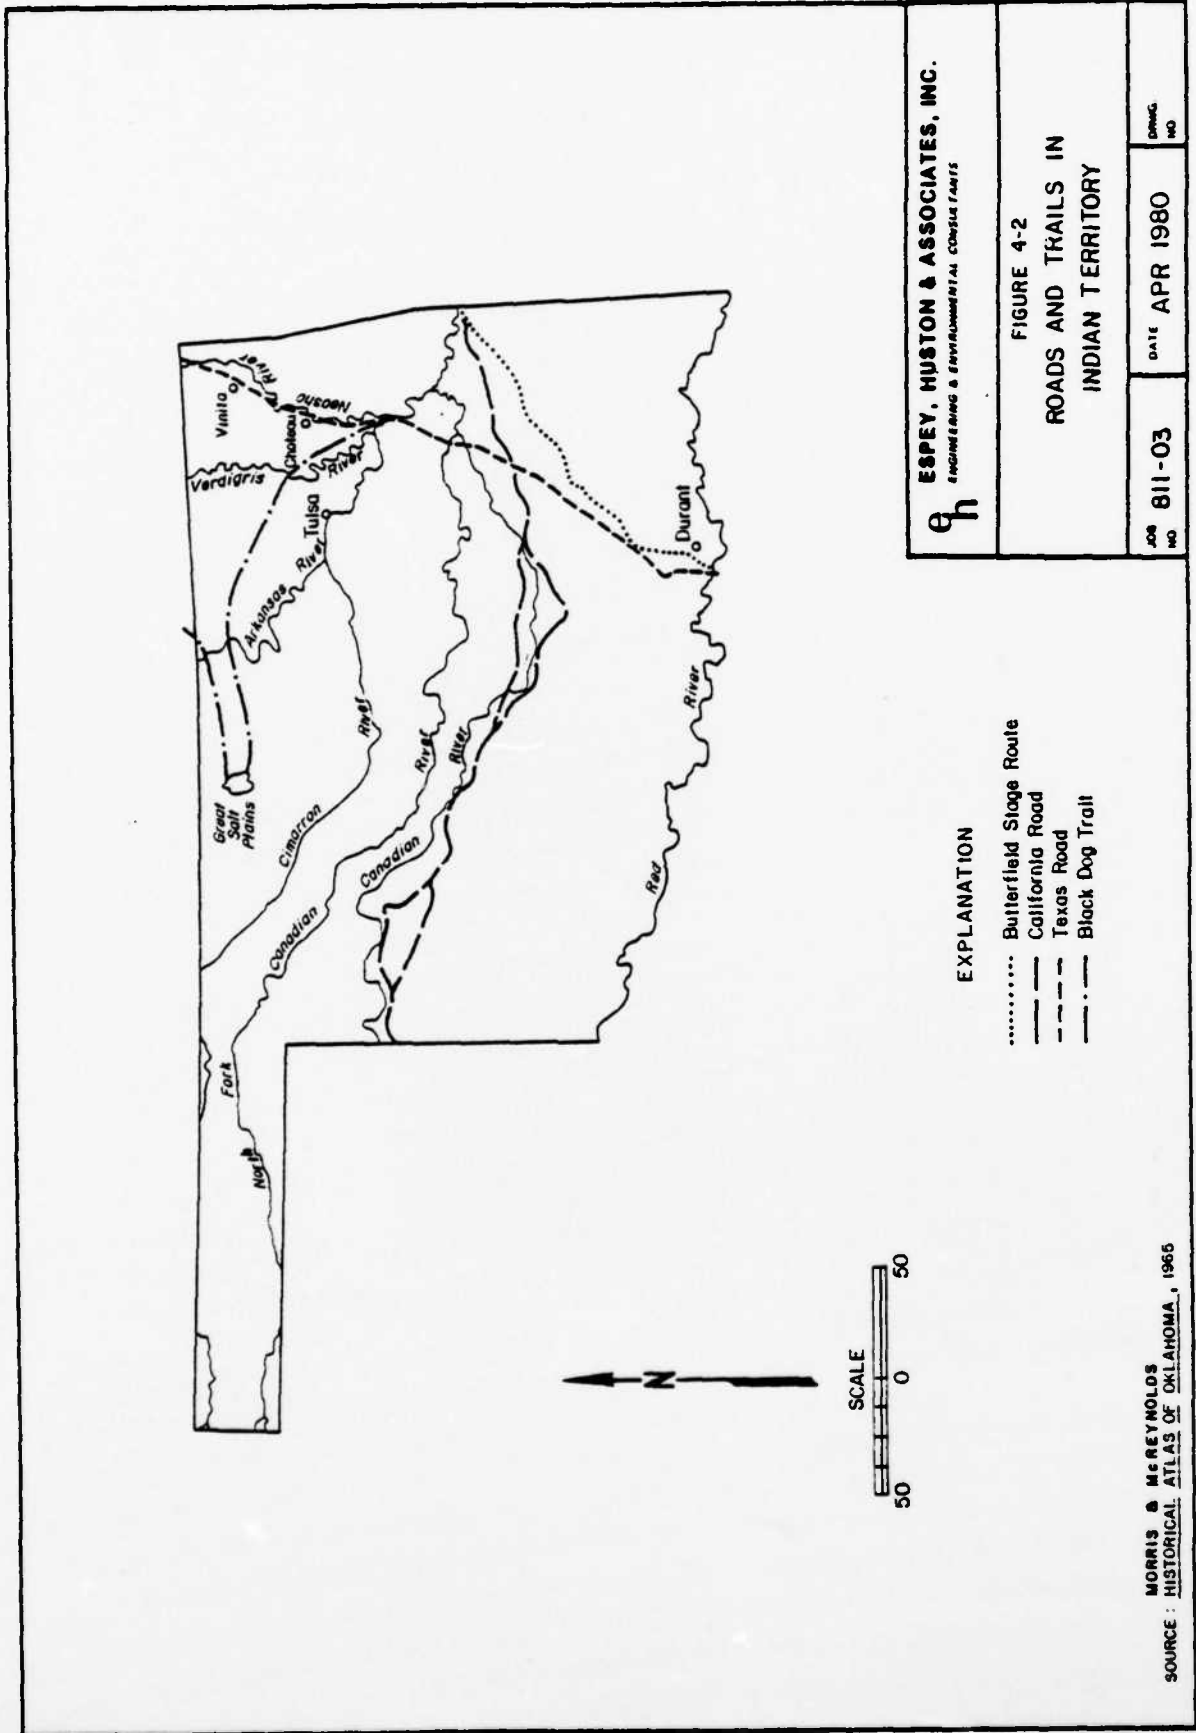 Great
Salt
Plains
Vinita
River
Neosho
Choteau
Verdigris
River
Tulsa
Arkansas
River
Cimarron
River
North
Fork
Canadian
River
Canadian
River
Durant
Red
River
N
SCALE
50 0 50
EXPLANATION
Butterfield Stage Route
California Road
Texas Road
Black Dog Trail
MORRIS & McREYNOLDS
SOURCE : HISTORICAL ATLAS OF OKLAHOMA , 1965
eh ESPEY, HUSTON & ASSOCIATES, INC.
ENGINEERING & ENVIRONMENTAL CONSULTANTS
FIGURE 4-2
ROADS AND TRAILS IN
INDIAN TERRITORY
JOB NO 811-03 DATE APR 1980 DRWG NO